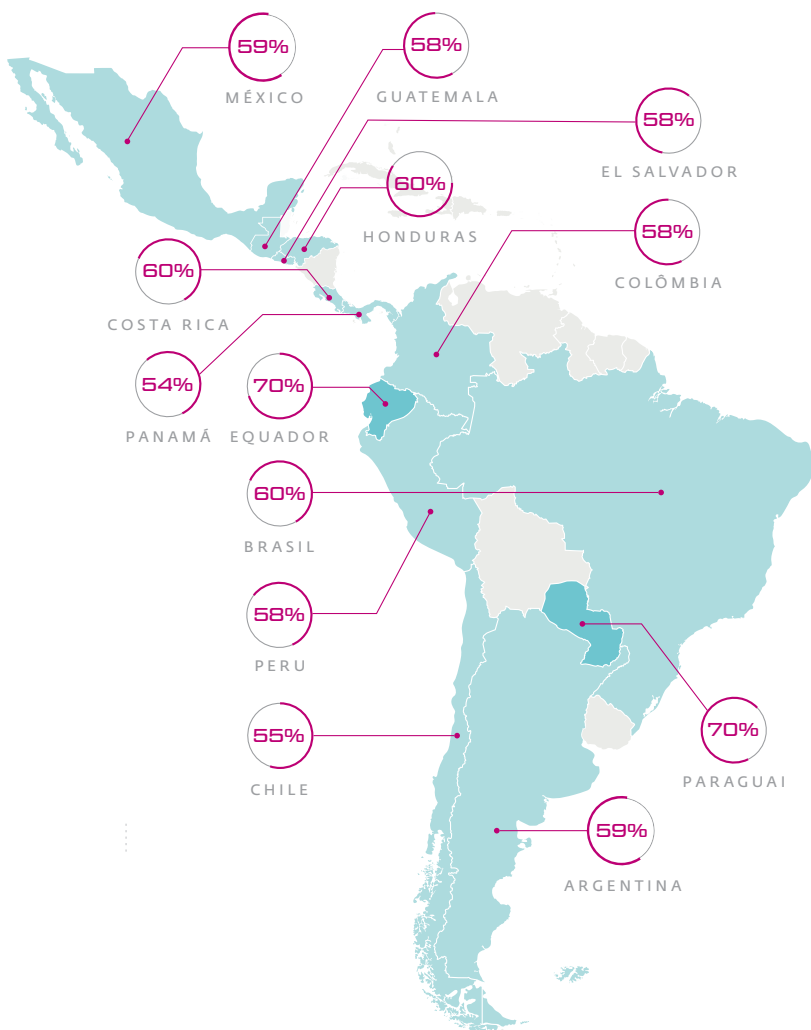 59%
MÉXICO
58%
GUATEMALA
58%
EL SALVADOR
60%
HONDURAS
58%
COLÔMBIA
60%
COSTA RICA
54%
PANAMÁ
70%
EQUADOR
60%
BRASIL
58%
PERU
70%
PARAGUAI
55%
CHILE
59%
ARGENTINA